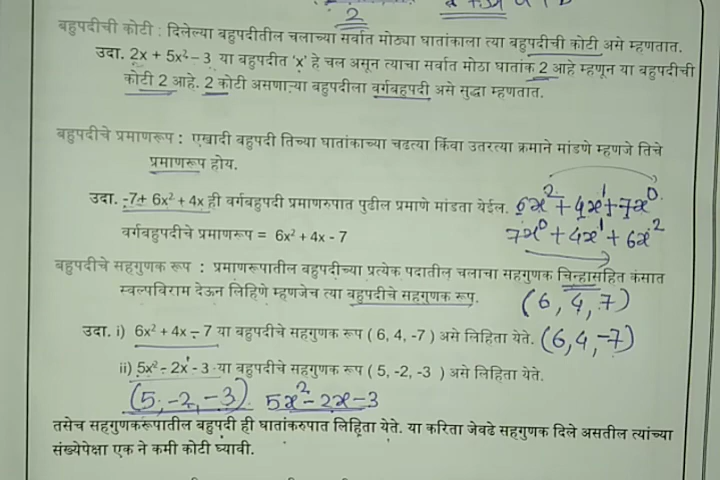 2
बहुपदीची कोटी : दिलेल्या बहुपदीतील चलाच्या सर्वात मोठ्या घातांकाला त्या बहुपदीची कोटी असे म्हणतात.
उदा. 2x + 5x² – 3 या बहुपदीत 'x' हे चल असून त्याचा सर्वात मोठा घातांक 2 आहे म्हणून या बहुपदीची
कोटी 2 आहे. 2 कोटी असणाऱ्या बहुपदीला वर्गबहुपदी असे सुद्धा म्हणतात.
बहुपदीचे प्रमाणरूप : एखादी बहुपदी तिच्या घातांकाच्या चढत्या किंवा उतरत्या क्रमाने मांडणे म्हणजे तिचे
प्रमाणरूप होय.
उदा. -7+ 6x² + 4x ही वर्गबहुपदी प्रमाणरुपात पुढील प्रमाणे मांडता येईल. 6x² + 4x¹ + 7x⁰
वर्गबहुपदीचे प्रमाणरूप = 6x² + 4x - 7 7x⁰ + 4x¹ + 6x²
बहुपदीचे सहगुणक रूप : प्रमाणरूपातील बहुपदीच्या प्रत्येक पदातील चलाचा सहगुणक चिन्हासहित कंसात
स्वल्पविराम देऊन लिहिणे म्हणजेच त्या बहुपदीचे सहगुणक रूप. (6, 4, 7)
उदा. i) 6x² + 4x – 7 या बहुपदीचे सहगुणक रूप ( 6, 4, -7 ) असे लिहिता येते. (6, 4, -7)
ii) 5x² - 2x¹ - 3 या बहुपदीचे सहगुणक रूप ( 5, -2, -3 ) असे लिहिता येते.
(5, -2, -3) 5x² – 2x – 3
तसेच सहगुणकरूपातील बहुपदी ही घातांकरुपात लिहिता येते. या करिता जेवढे सहगुणक दिले असतील त्यांच्या
संख्येपेक्षा एक ने कमी कोटी घ्यावी.